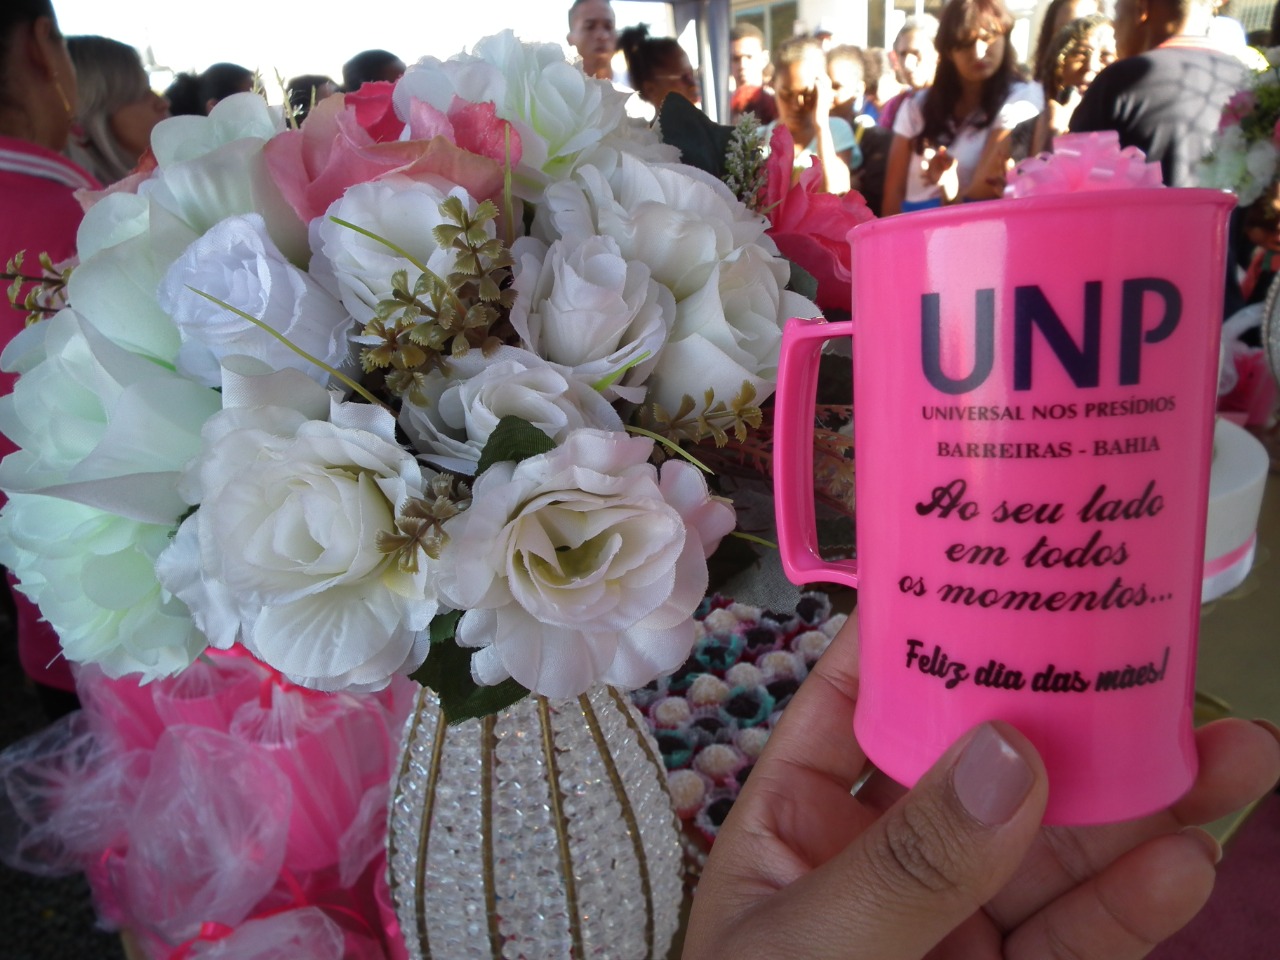 UNP
UNIVERSAL NOS PRESÍDIOS
BARREIRAS - BAHIA
Ao seu lado
em todos
os momentos...
Feliz dia das mães!